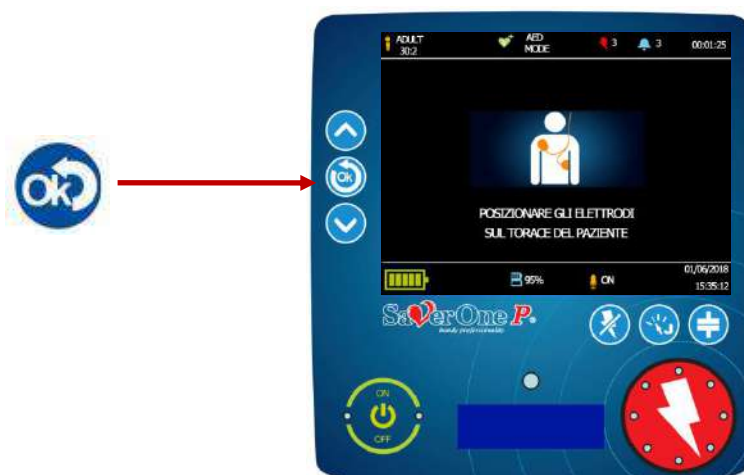 ADULT
30:2
AED
MODE
3
3
00:01:25
Ok
Ok
POSIZIONARE GLI ELETTRODI
SUL TORACE DEL PAZIENTE
95%
ON
01/06/2018
15:35:12
SaverOne P.
ON
OFF